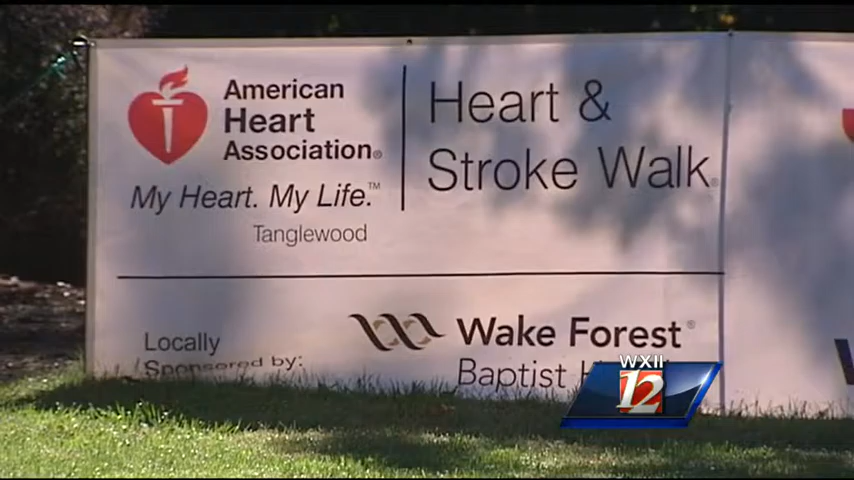 American
Heart
Association®
My Heart. My Life.™
Tanglewood
Heart &
Stroke Walk®
Locally
Sponsored by:
Wake Forest®
Baptist
WXII
12